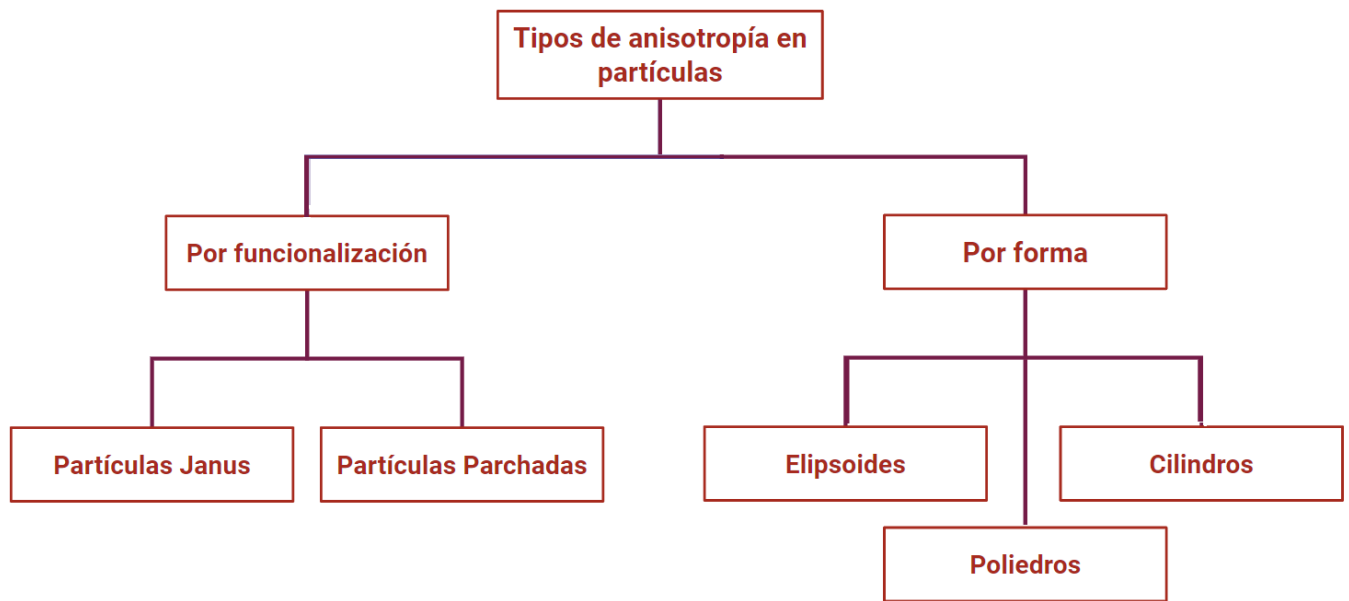 Tipos de anisotropía en
partículas
Por funcionalización
Por forma
Partículas Janus
Partículas Parchadas
Elipsoides
Cilindros
Poliedros